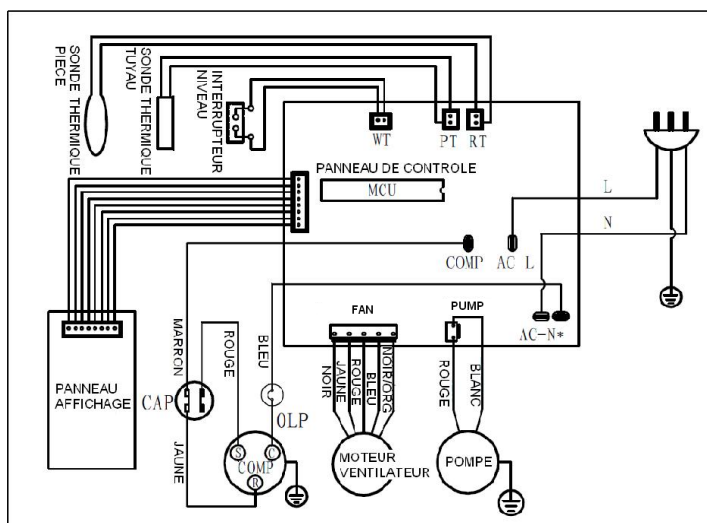 SONDE THERMIQUE
PIECE
SONDE THERMIQUE
TUYAU
INTERRUPTEUR
NIVEAU
WT
PT
RT
PANNEAU DE CONTROLE
MCU
L
N
COMP
AC L
FAN
PUMP
AC-N*
MARRON
ROUGE
BLEU
NOIR
JAUNE
ROUGE
BLEU
NOIR/ORG
ROUGE
BLANC
PANNEAU
AFFICHAGE
CAP
OLP
JAUNE
S
C
COMP
R
MOTEUR
VENTILATEUR
POMPE